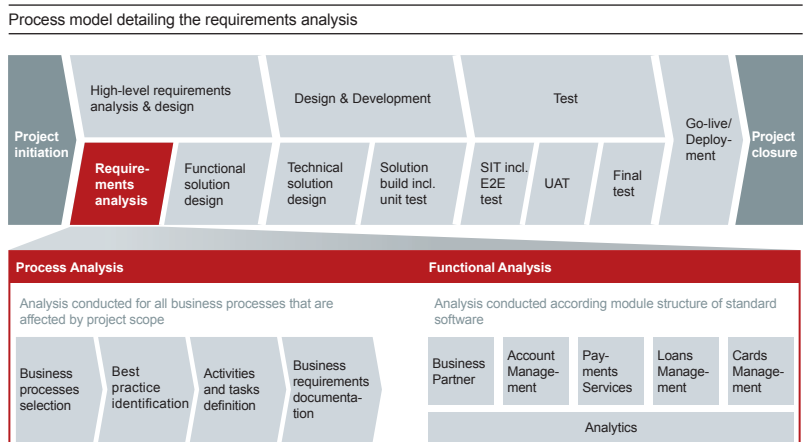 Process model detailing the requirements analysis
Project
initiation
High-level requirements
analysis & design
Design & Development
Test
Go-live/
Deploy-
ment
Project
closure
Require-
ments
analysis
Functional
solution
design
Technical
solution
design
Solution
build incl.
unit test
SIT incl.
E2E
test
UAT
Final
test
Process Analysis
Analysis conducted for all business processes that are
affected by project scope
Business
processes
selection
Best
practice
identification
Activities
and tasks
definition
Business
requirements
documenta-
tion
Functional Analysis
Analysis conducted according module structure of standard
software
Business
Partner
Account
Manage-
ment
Pay-
ments
Services
Loans
Manage-
ment
Cards
Manage-
ment
Analytics